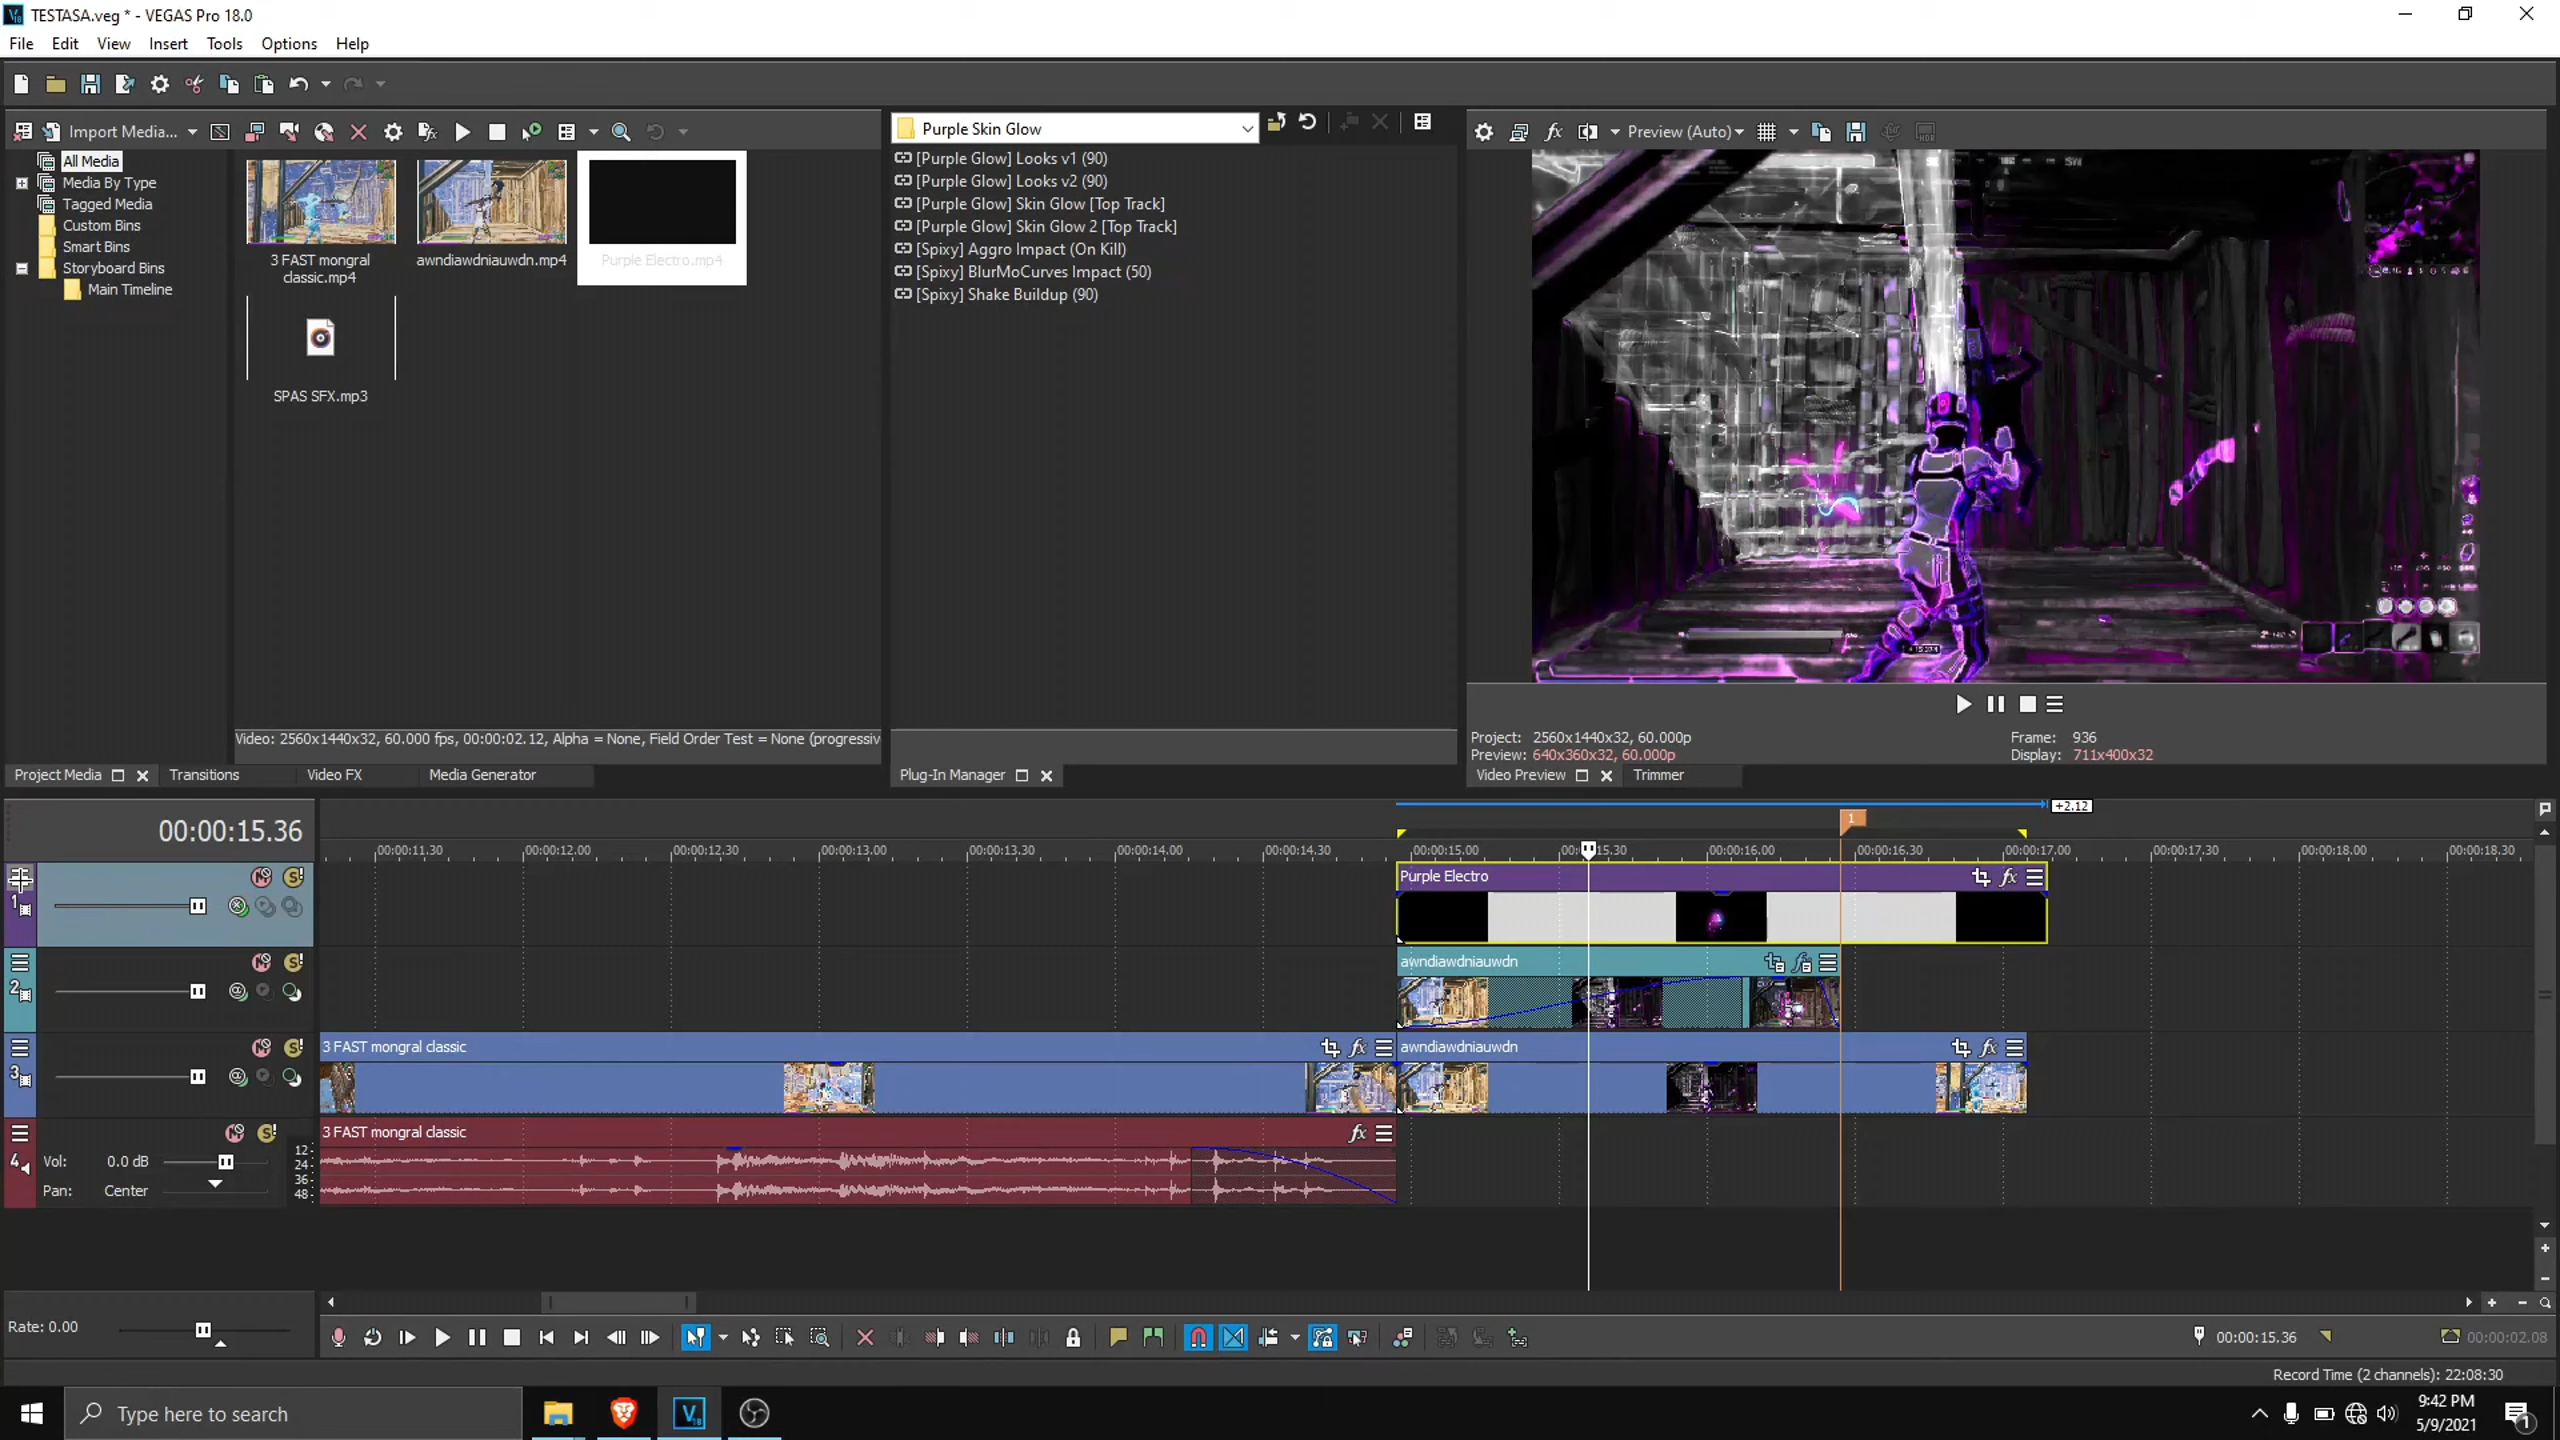 TESTASA.veg * - VEGAS Pro 18.0
File Edit View Insert Tools Options Help
Import Media...
All Media
Media By Type
Tagged Media
Custom Bins
Smart Bins
Storyboard Bins
Main Timeline
3 FAST mongral
classic.mp4
awndiawdniauwdn.mp4
Purple Electro.mp4
SPAS SFX.mp3
Video: 2560x1440x32, 60.000 fps, 00:00:02.12, Alpha = None, Field Order Test = None (progressiv
Project Media Transitions Video FX Media Generator
Purple Skin Glow
[Purple Glow] Looks v1 (90)
[Purple Glow] Looks v2 (90)
[Purple Glow] Skin Glow [Top Track]
[Purple Glow] Skin Glow 2 [Top Track]
[Spixy] Aggro Impact (On Kill)
[Spixy] BlurMoCurves Impact (50)
[Spixy] Shake Buildup (90)
Plug-In Manager
Preview (Auto)
Project: 2560x1440x32, 60.000p Frame: 936
Preview: 640x360x32, 60.000p Display: 711x400x32
Video Preview Trimmer
+2.12
1
00:00:15.36
00:00:11.30 00:00:12.00 00:00:12.30 00:00:13.00 00:00:13.30 00:00:14.00 00:00:14.30 00:00:15.00 00:00:15.30 00:00:16.00 00:00:16.30 00:00:17.00 00:00:17.30 00:00:18.00 00:00:18.30
1 Purple Electro
2 awndiawdniauwdn
3 3 FAST mongral classic awndiawdniauwdn
4 3 FAST mongral classic
Vol: 0.0 dB
Pan: Center
12
24
36
48
Rate: 0.00
00:00:15.36 00:00:02.08
Record Time (2 channels): 22:08:30
Type here to search
9:42 PM
5/9/2021
1